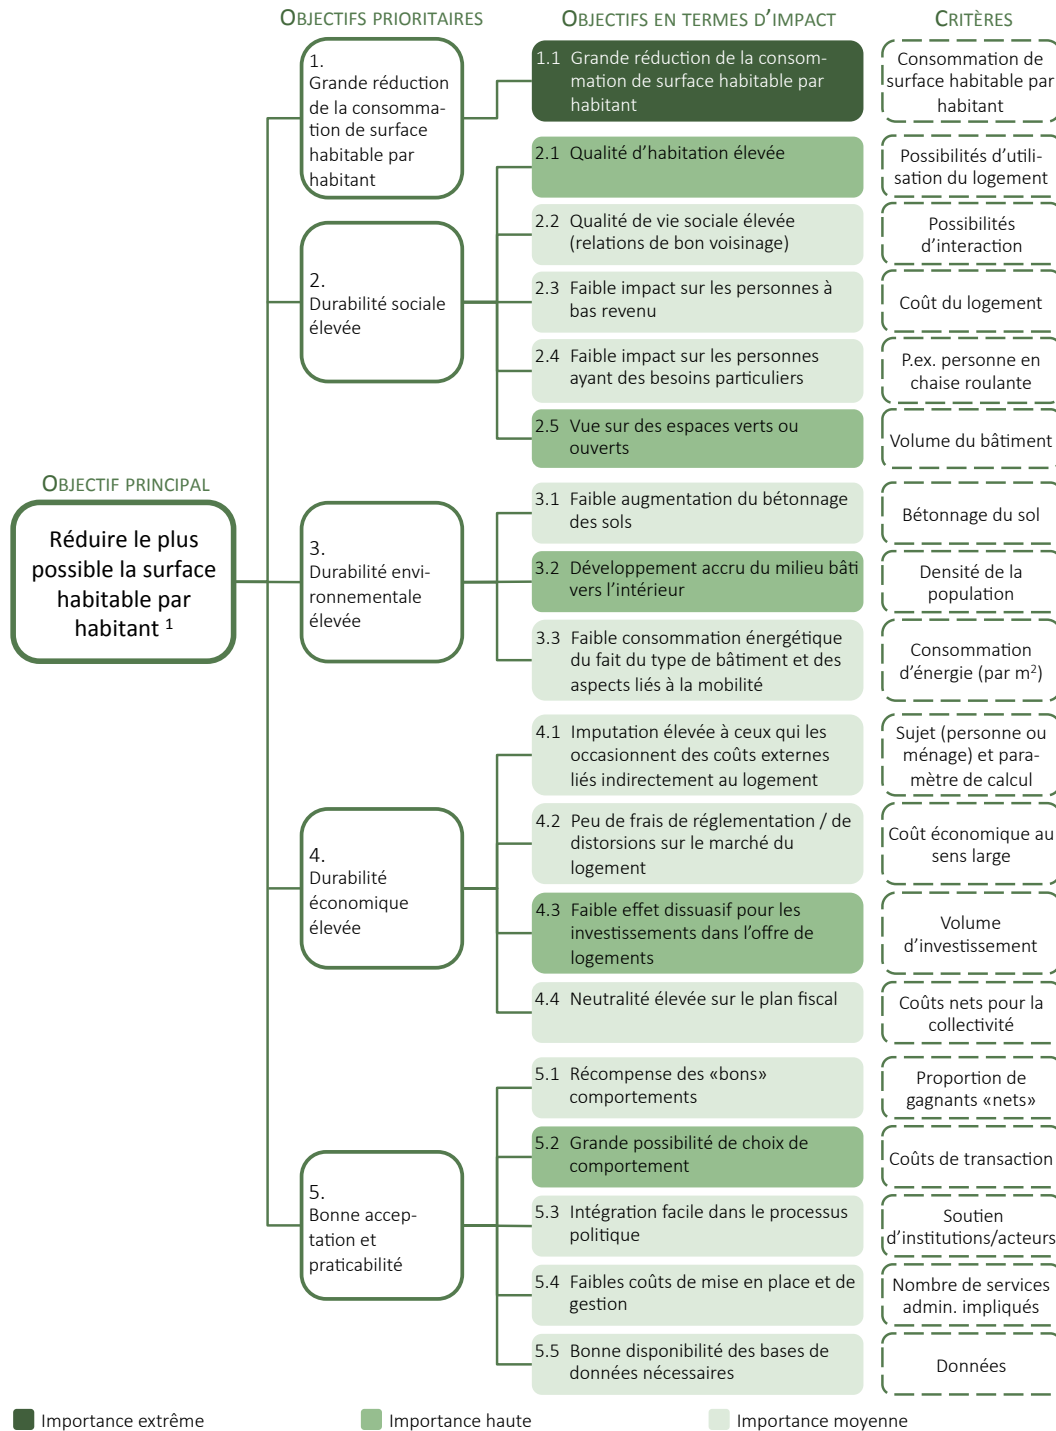 OBJECTIFS PRIORITAIRES
OBJECTIFS EN TERMES D’IMPACT
CRITÈRES
OBJECTIF PRINCIPAL
Réduire le plus
possible la surface
habitable par
habitant 1
1.
Grande réduction
de la consomma-
tion de surface
habitable par
habitant
1.1 Grande réduction de la consom-
mation de surface habitable par
habitant
Consommation de
surface habitable par
habitant
2.
Durabilité sociale
élevée
2.1 Qualité d’habitation élevée
Possibilités d’utili-
sation du logement
2.2 Qualité de vie sociale élevée
(relations de bon voisinage)
Possibilités
d’interaction
2.3 Faible impact sur les personnes à
bas revenu
Coût du logement
2.4 Faible impact sur les personnes
ayant des besoins particuliers
P.ex. personne en
chaise roulante
2.5 Vue sur des espaces verts ou
ouverts
Volume du bâtiment
3.
Durabilité envi-
ronnementale
élevée
3.1 Faible augmentation du bétonnage
des sols
Bétonnage du sol
3.2 Développement accru du milieu bâti
vers l’intérieur
Densité de la
population
3.3 Faible consommation énergétique
du fait du type de bâtiment et des
aspects liés à la mobilité
Consommation
d’énergie (par m²)
4.
Durabilité
économique
élevée
4.1 Imputation élevée à ceux qui les
occasionnent des coûts externes
liés indirectement au logement
Sujet (personne ou
ménage) et para-
mètre de calcul
4.2 Peu de frais de réglementation / de
distorsions sur le marché du
logement
Coût économique au
sens large
4.3 Faible effet dissuasif pour les
investissements dans l’offre de
logements
Volume
d’investissement
4.4 Neutralité élevée sur le plan fiscal
Coûts nets pour la
collectivité
5.
Bonne accep-
tation et
praticabilité
5.1 Récompense des «bons»
comportements
Proportion de
gagnants «nets»
5.2 Grande possibilité de choix de
comportement
Coûts de transaction
5.3 Intégration facile dans le processus
politique
Soutien
d’institutions/acteurs
5.4 Faibles coûts de mise en place et de
gestion
Nombre de services
admin. impliqués
5.5 Bonne disponibilité des bases de
données nécessaires
Données
Importance extrême
Importance haute
Importance moyenne